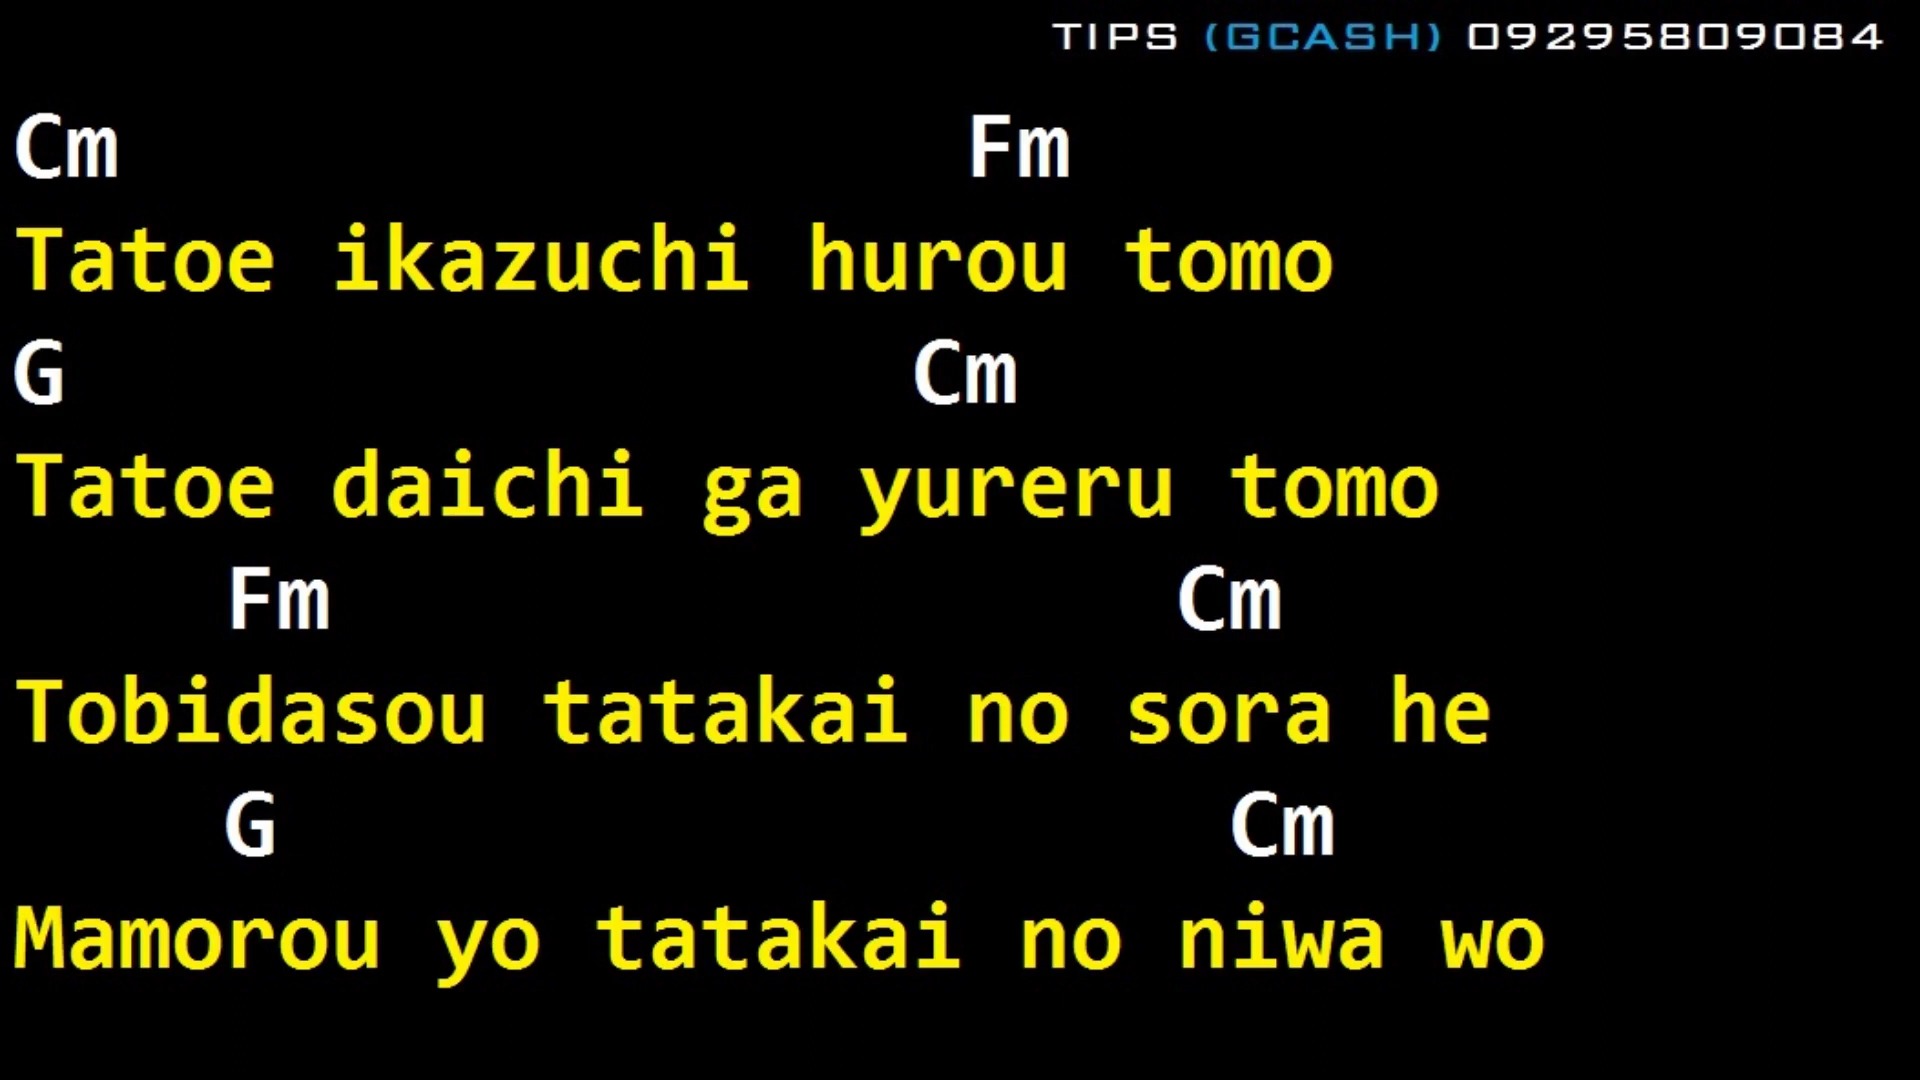 TIPS (GCASH) 09295809084
Cm Fm
Tatoe ikazuchi hurou tomo
G Cm
Tatoe daichi ga yureru tomo
Fm Cm
Tobidasou tatakai no sora he
G Cm
Mamorou yo tatakai no niwa wo